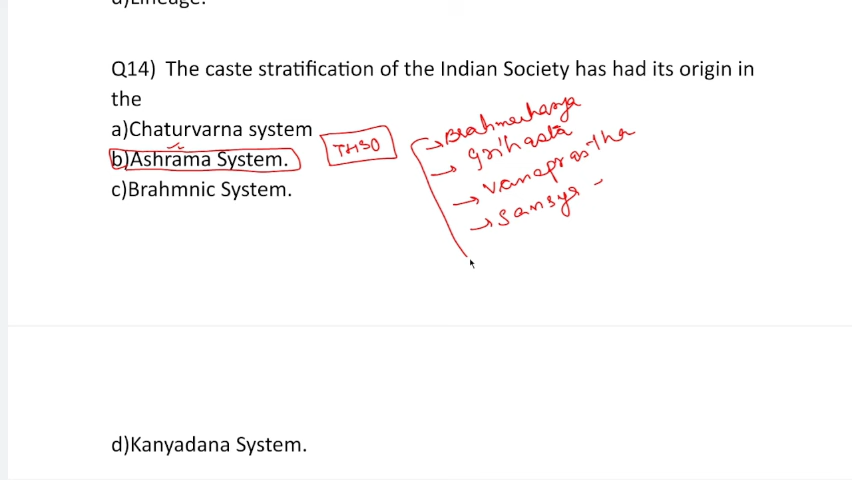 Q14) The caste stratification of the Indian Society has had its origin in
the
a)Chaturvarna system
b)Ashrama System.
c)Brahmnic System.
Brahmacharya
Grihasta
Vanaprastha
Sansya
d)Kanyadana System.